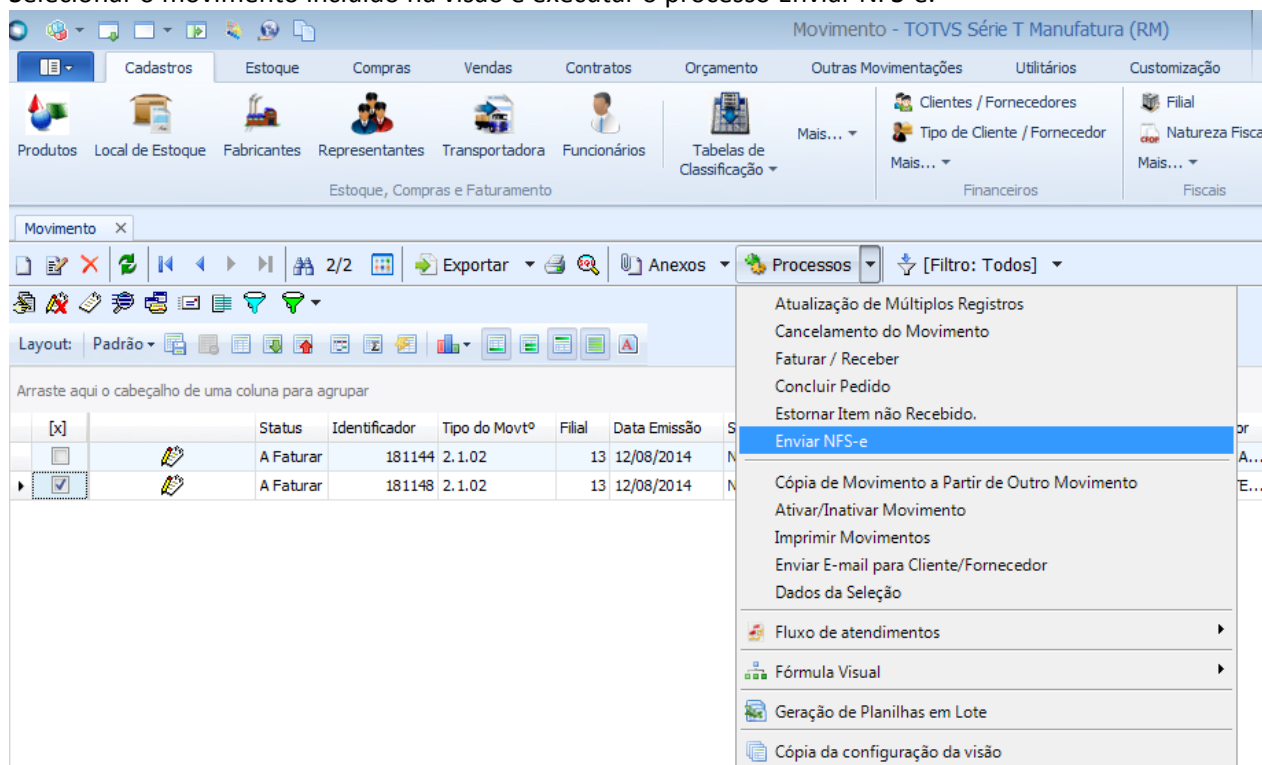 Selecionar o movimento incluído na visão e executar o processo Enviar NFS-e.
Movimento - TOTVS Série T Manufatura (RM)
Cadastros Estoque Compras Vendas Contratos Orçamento Outras Movimentações Utilitários Customização
Produtos Local de Estoque Fabricantes Representantes Transportadora Funcionários Tabelas de
Classificação
Mais...
Estoque, Compras e Faturamento
Clientes / Fornecedores
Tipo de Cliente / Fornecedor
Mais...
Financeiros
Filial
Natureza Fisca
Mais...
Fiscais
Movimento X
2/2 Exportar Anexos Processos [Filtro: Todos]
Layout: Padrão
Arraste aqui o cabeçalho de uma coluna para agrupar
[x] Status Identificador Tipo do Movtº Filial Data Emissão S or
A Faturar 181144 2.1.02 13 12/08/2014 N A...
A Faturar 181148 2.1.02 13 12/08/2014 N E...
Atualização de Múltiplos Registros
Cancelamento do Movimento
Faturar / Receber
Concluir Pedido
Estornar Item não Recebido.
Enviar NFS-e
Cópia de Movimento a Partir de Outro Movimento
Ativar/Inativar Movimento
Imprimir Movimentos
Enviar E-mail para Cliente/Fornecedor
Dados da Seleção
Fluxo de atendimentos
Fórmula Visual
Geração de Planilhas em Lote
Cópia da configuração da visão